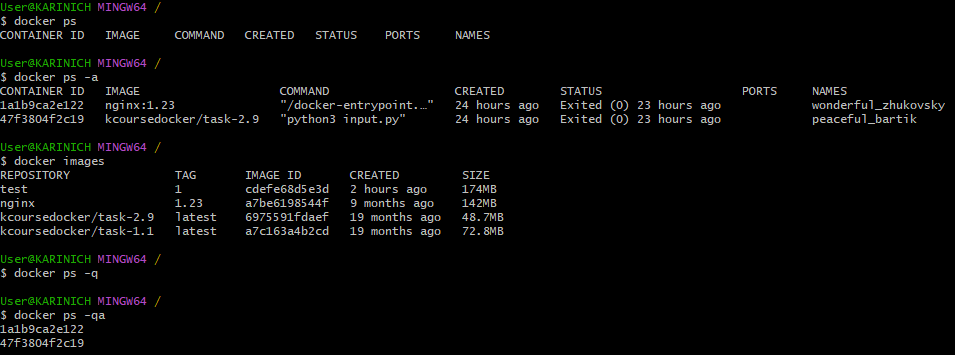 User@KARINICH MINGW64 /
$ docker ps
CONTAINER ID   IMAGE     COMMAND   CREATED   STATUS    PORTS     NAMES

User@KARINICH MINGW64 /
$ docker ps -a
CONTAINER ID   IMAGE                    COMMAND                  CREATED        STATUS                    PORTS     NAMES
1a1b9ca2e122   nginx:1.23               "/docker-entrypoint.…"   24 hours ago   Exited (0) 23 hours ago             wonderful_zhukovsky
47f3804f2c19   kcoursedocker/task-2.9   "python3 input.py"       24 hours ago   Exited (0) 23 hours ago             peaceful_bartik

User@KARINICH MINGW64 /
$ docker images
REPOSITORY               TAG       IMAGE ID       CREATED         SIZE
test                     1         cdefe68d5e3d   2 hours ago     174MB
nginx                    1.23      a7be6198544f   9 months ago    142MB
kcoursedocker/task-2.9   latest    6975591fdaef   19 months ago   48.7MB
kcoursedocker/task-1.1   latest    a7c163a4b2cd   19 months ago   72.8MB

User@KARINICH MINGW64 /
$ docker ps -q

User@KARINICH MINGW64 /
$ docker ps -qa
1a1b9ca2e122
47f3804f2c19